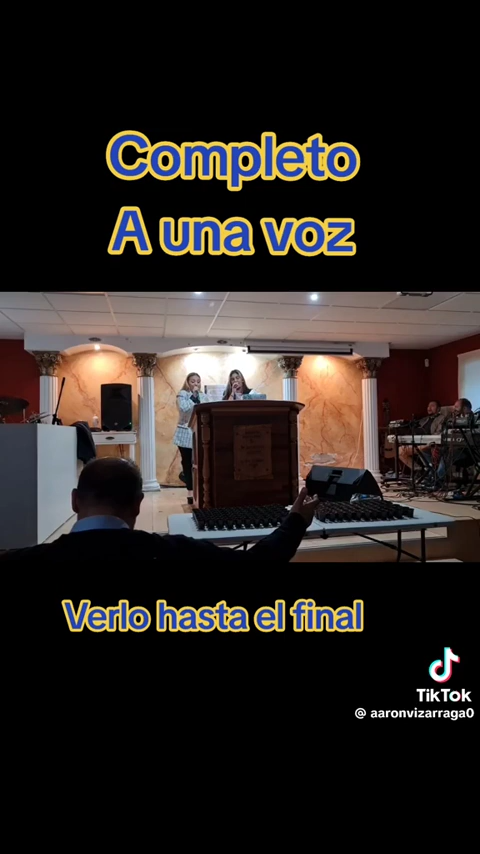 Completo
A una voz
Verlo hasta el final
TikTok
@ aaronvizarraga0